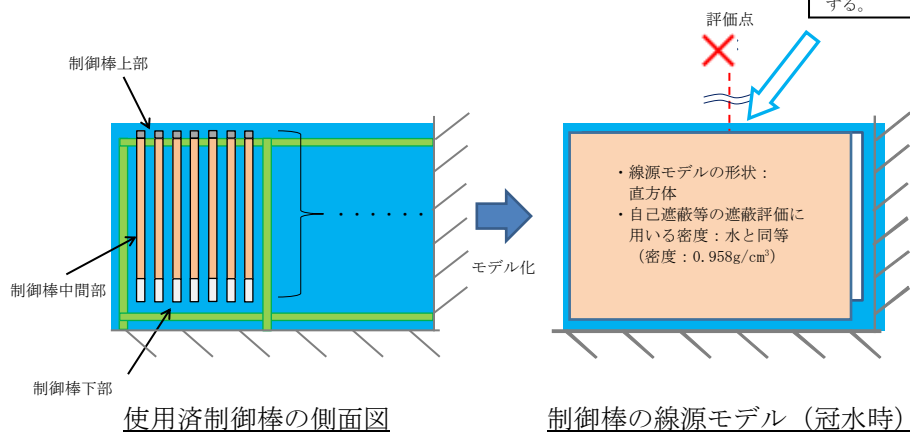 する。
評価点
制御棒上部
・線源モデルの形状：
直方体
・自己遮蔽等の遮蔽評価に
用いる密度：水と同等
（密度：0.958g/cm³）
・・・・・・
モデル化
制御棒中間部
制御棒下部
使用済制御棒の側面図
制御棒の線源モデル（冠水時）